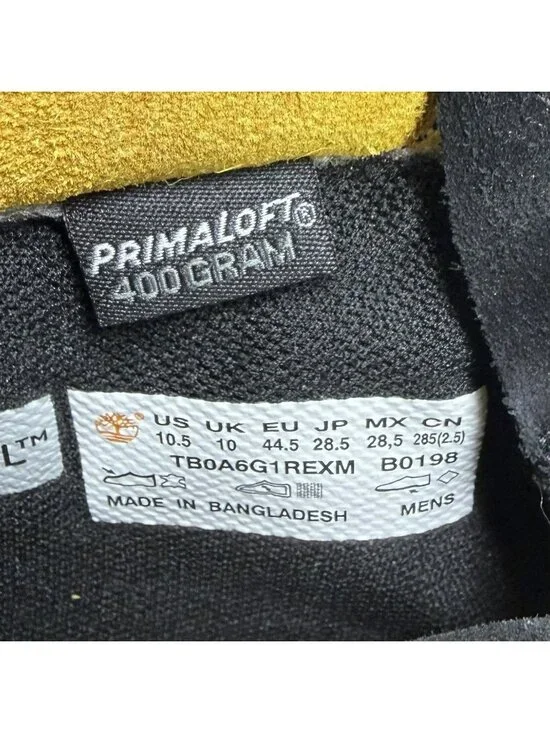 PRIMALOFT®
400 GRAM
L™
US UK EU JP MX CN
10.5 10 44.5 28.5 28,5 285(2.5)
TB0A6G1REXM B0198
MADE IN BANGLADESH MENS